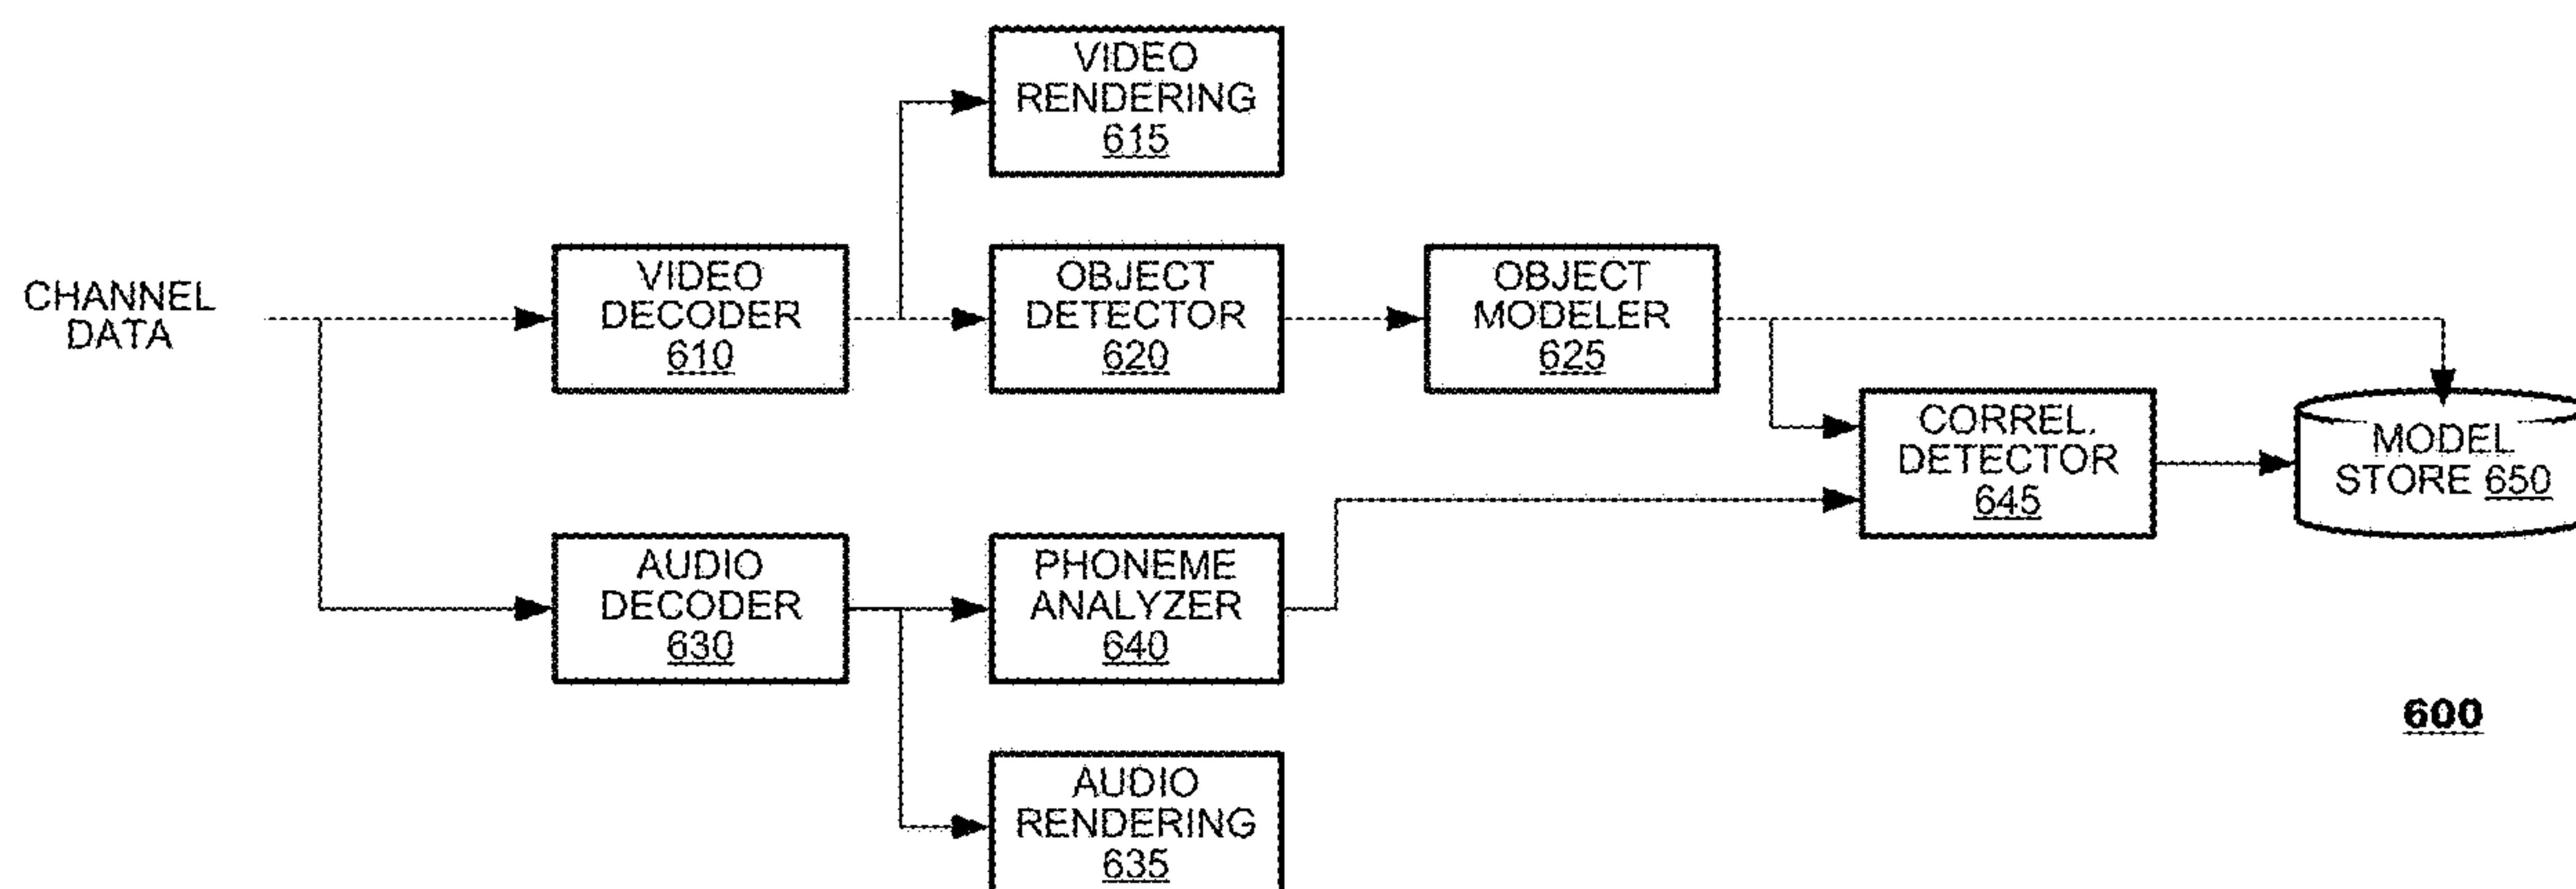 VIDEO
RENDERING
615
CHANNEL
DATA
VIDEO
DECODER
610
OBJECT
DETECTOR
620
OBJECT
MODELER
625
CORREL.
DETECTOR
645
MODEL
STORE 650
AUDIO
DECODER
630
PHONEME
ANALYZER
640
AUDIO
RENDERING
635
600